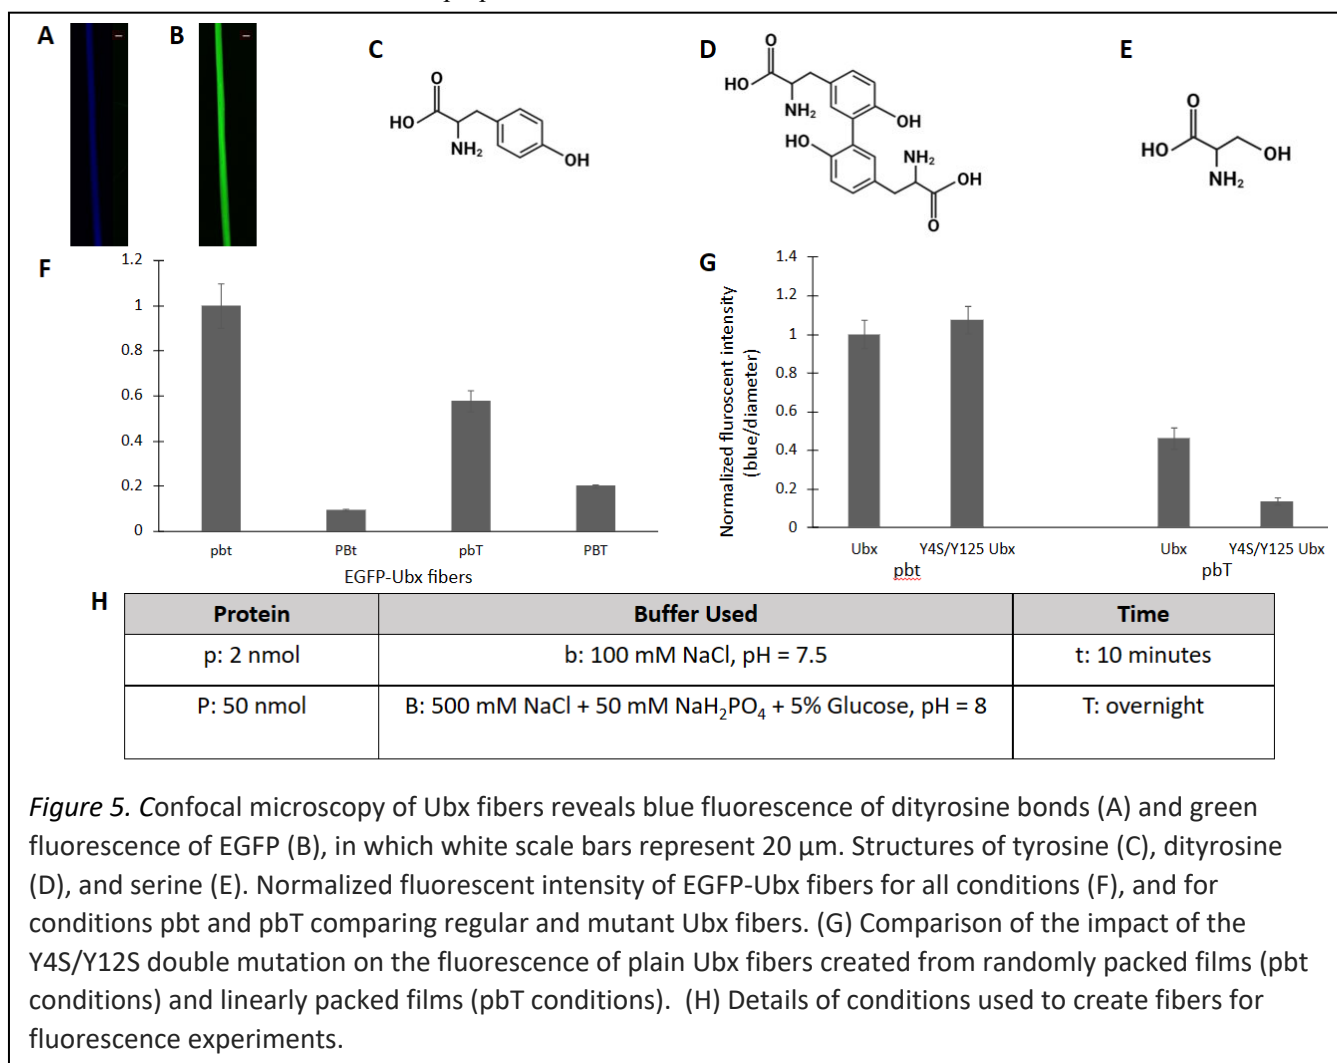 A
B
C
O
HO
NH₂
OH
D
O
HO
NH₂
OH
HO
NH₂
OH
O
E
O
HO
OH
NH₂
F
1.2
1
0.8
0.6
0.4
0.2
0
pbt
PBt
pbT
PBT
EGFP-Ubx fibers
G
Normalized fluroscent intensity
(blue/diameter)
1.4
1.2
1
0.8
0.6
0.4
0.2
0
Ubx
Y4S/Y125 Ubx
Ubx
Y4S/Y125 Ubx
pbt
pbT
H
Protein Buffer Used Time
p: 2 nmol b: 100 mM NaCl, pH = 7.5 t: 10 minutes
P: 50 nmol B: 500 mM NaCl + 50 mM NaH₂PO₄ + 5% Glucose, pH = 8 T: overnight
Figure 5. Confocal microscopy of Ubx fibers reveals blue fluorescence of dityrosine bonds (A) and green
fluorescence of EGFP (B), in which white scale bars represent 20 µm. Structures of tyrosine (C), dityrosine
(D), and serine (E). Normalized fluorescent intensity of EGFP-Ubx fibers for all conditions (F), and for
conditions pbt and pbT comparing regular and mutant Ubx fibers. (G) Comparison of the impact of the
Y4S/Y12S double mutation on the fluorescence of plain Ubx fibers created from randomly packed films (pbt
conditions) and linearly packed films (pbT conditions). (H) Details of conditions used to create fibers for
fluorescence experiments.